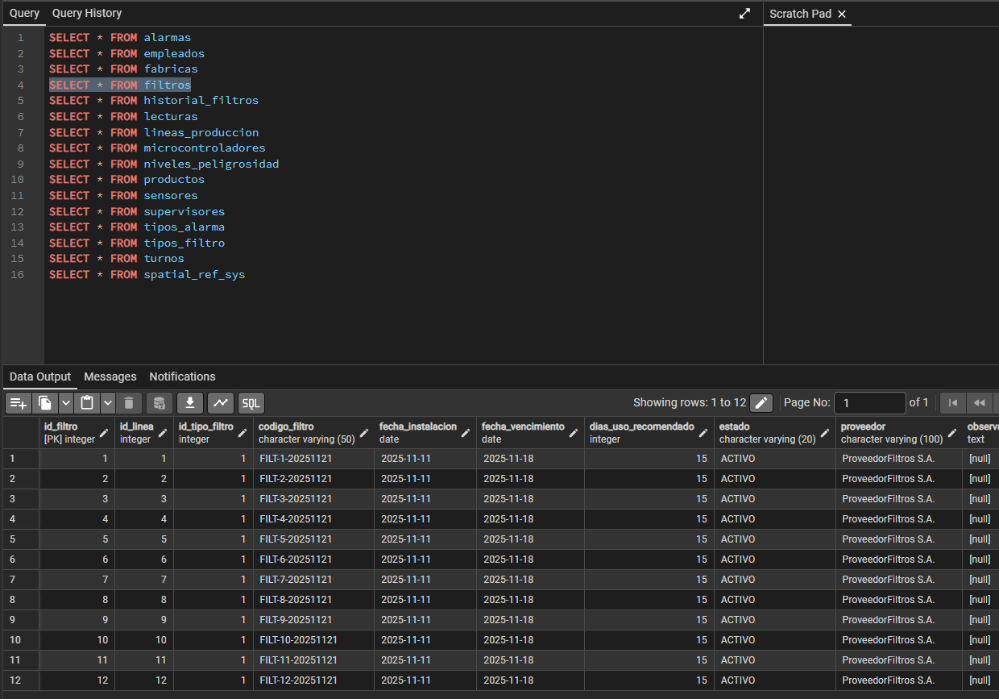 Query Query History
Scratch Pad
1 SELECT * FROM alarmas
2 SELECT * FROM empleados
3 SELECT * FROM fabricas
4 SELECT * FROM filtros
5 SELECT * FROM historial_filtros
6 SELECT * FROM lecturas
7 SELECT * FROM lineas_produccion
8 SELECT * FROM microcontroladores
9 SELECT * FROM niveles_peligrosidad
10 SELECT * FROM productos
11 SELECT * FROM sensores
12 SELECT * FROM supervisores
13 SELECT * FROM tipos_alarma
14 SELECT * FROM tipos_filtro
15 SELECT * FROM turnos
16 SELECT * FROM spatial_ref_sys
Data Output Messages Notifications
SQL Showing rows: 1 to 12 Page No: 1 of 1
id_filtro id_linea id_tipo_filtro codigo_filtro fecha_instalacion fecha_vencimiento dias_uso_recomendado estado proveedor observa
[PK] integer integer integer character varying (50) date date integer character varying (20) character varying (100) text
1 1 1 1 FILT-1-20251121 2025-11-11 2025-11-18 15 ACTIVO ProveedorFiltros S.A. [null]
2 2 2 1 FILT-2-20251121 2025-11-11 2025-11-18 15 ACTIVO ProveedorFiltros S.A. [null]
3 3 3 1 FILT-3-20251121 2025-11-11 2025-11-18 15 ACTIVO ProveedorFiltros S.A. [null]
4 4 4 1 FILT-4-20251121 2025-11-11 2025-11-18 15 ACTIVO ProveedorFiltros S.A. [null]
5 5 5 1 FILT-5-20251121 2025-11-11 2025-11-18 15 ACTIVO ProveedorFiltros S.A. [null]
6 6 6 1 FILT-6-20251121 2025-11-11 2025-11-18 15 ACTIVO ProveedorFiltros S.A. [null]
7 7 7 1 FILT-7-20251121 2025-11-11 2025-11-18 15 ACTIVO ProveedorFiltros S.A. [null]
8 8 8 1 FILT-8-20251121 2025-11-11 2025-11-18 15 ACTIVO ProveedorFiltros S.A. [null]
9 9 9 1 FILT-9-20251121 2025-11-11 2025-11-18 15 ACTIVO ProveedorFiltros S.A. [null]
10 10 10 1 FILT-10-20251121 2025-11-11 2025-11-18 15 ACTIVO ProveedorFiltros S.A. [null]
11 11 11 1 FILT-11-20251121 2025-11-11 2025-11-18 15 ACTIVO ProveedorFiltros S.A. [null]
12 12 12 1 FILT-12-20251121 2025-11-11 2025-11-18 15 ACTIVO ProveedorFiltros S.A. [null]